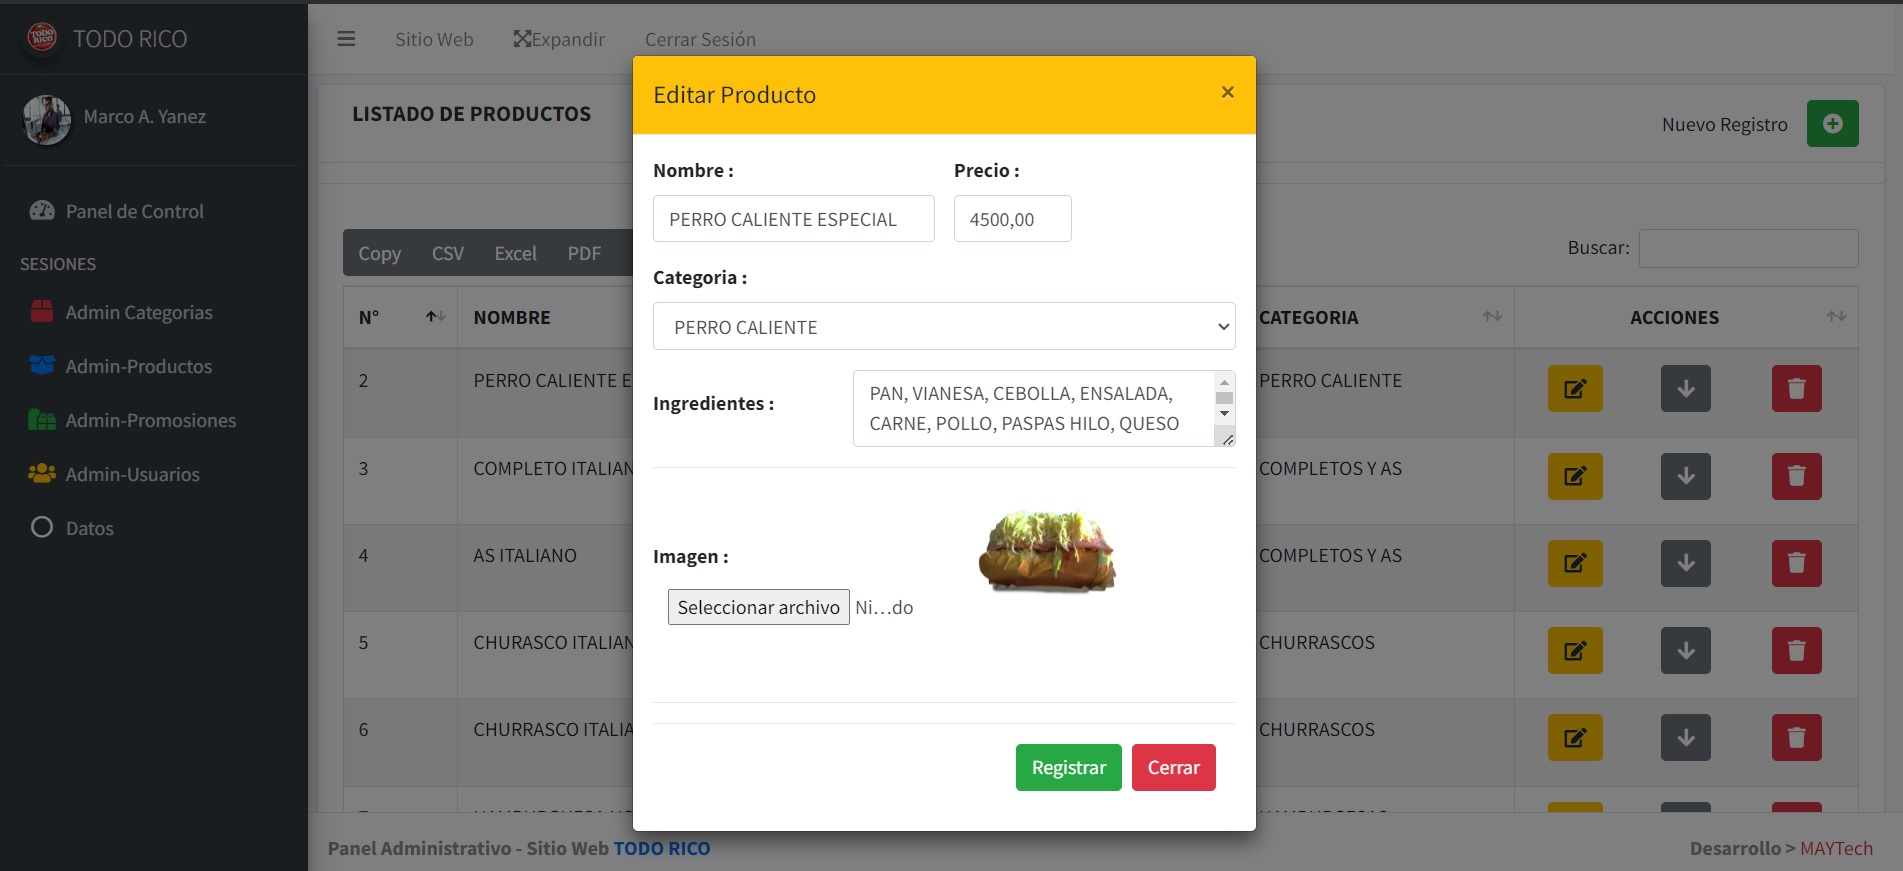 TODO RICO
Sitio Web
Expandir
Cerrar Sesión
Marco A. Yanez
Panel de Control
SESIONES
Admin Categorias
Admin-Productos
Admin-Promosiones
Admin-Usuarios
Datos
LISTADO DE PRODUCTOS
Nuevo Registro
Copy CSV Excel PDF
Buscar:
N° NOMBRE CATEGORIA ACCIONES
2 PERRO CALIENTE E PERRO CALIENTE
3 COMPLETO ITALIAN COMPLETOS Y AS
4 AS ITALIANO COMPLETOS Y AS
5 CHURASCO ITALIAN CHURRASCOS
6 CHURRASCO ITALIA CHURRASCOS
Editar Producto ×
Nombre : Precio :
PERRO CALIENTE ESPECIAL 4500,00
Categoria :
PERRO CALIENTE
Ingredientes :
PAN, VIANESA, CEBOLLA, ENSALADA,
CARNE, POLLO, PASPAS HILO, QUESO
Imagen :
Seleccionar archivo Ni...do
Registrar Cerrar
Panel Administrativo - Sitio Web TODO RICO
Desarrollo > MAYTech